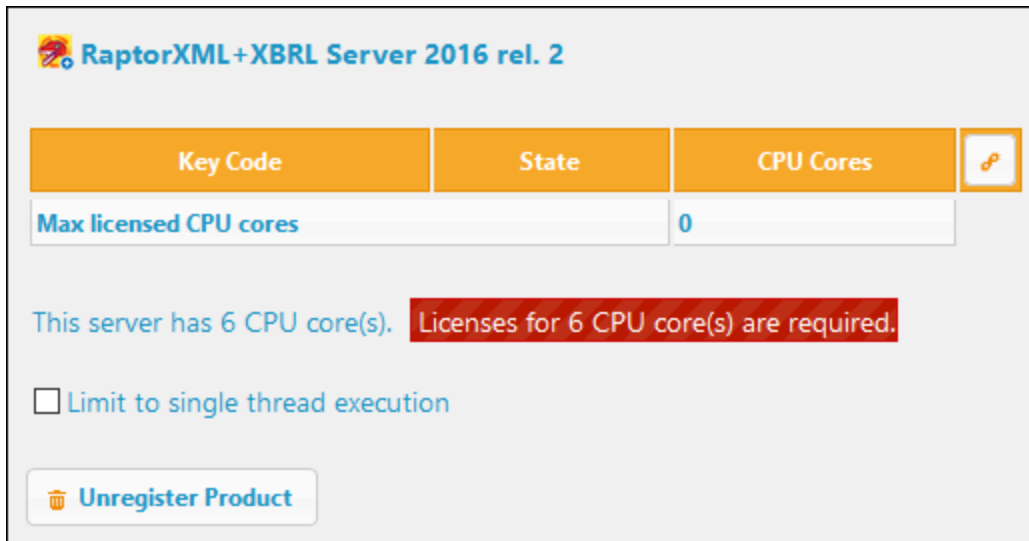 RaptorXML+XBRL Server 2016 rel. 2
Key Code State CPU Cores
Max licensed CPU cores 0
This server has 6 CPU core(s). Licenses for 6 CPU core(s) are required.
Limit to single thread execution
Unregister Product